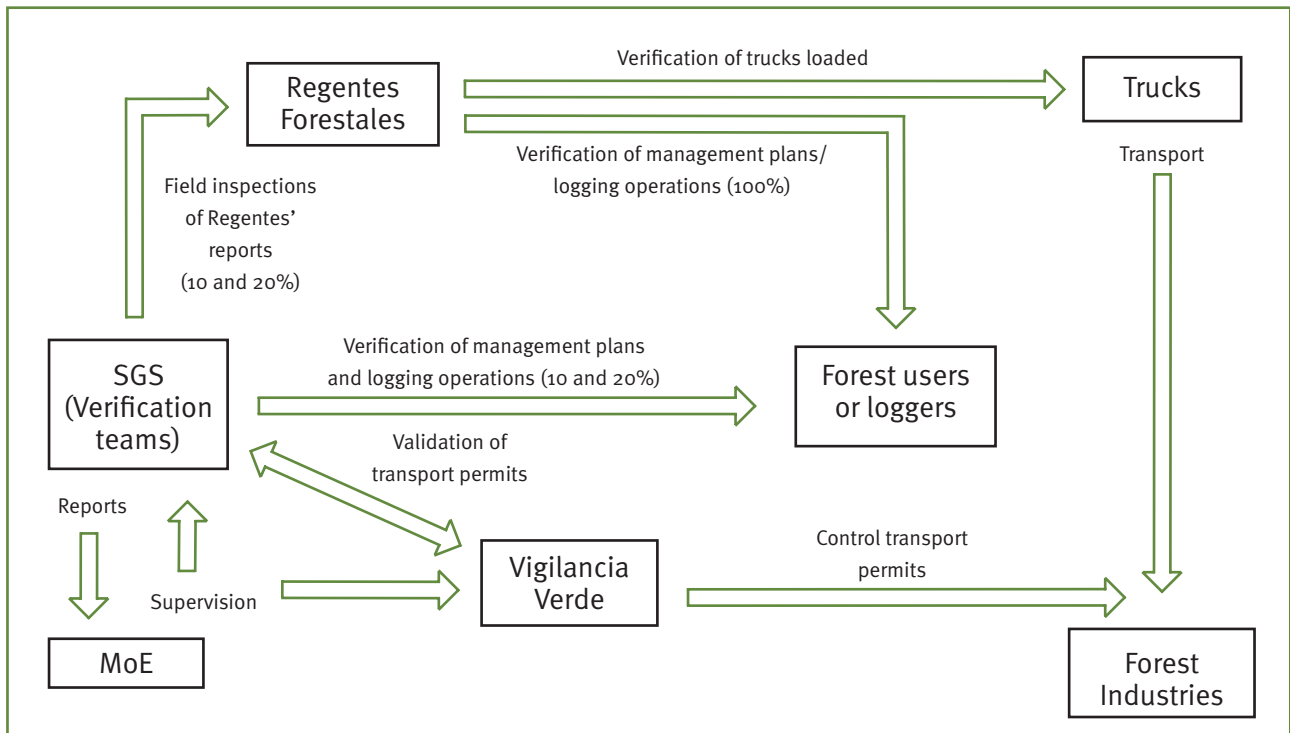 Verification of trucks loaded
Regentes
Forestales
Trucks
Verification of management plans/
logging operations (100%)
Transport
Field inspections
of Regentes’
reports
(10 and 20%)
SGS
(Verification
teams)
Verification of management plans
and logging operations (10 and 20%)
Forest users
or loggers
Validation of
transport permits
Reports
Supervision
Vigilancia
Verde
Control transport
permits
MoE
Forest
Industries